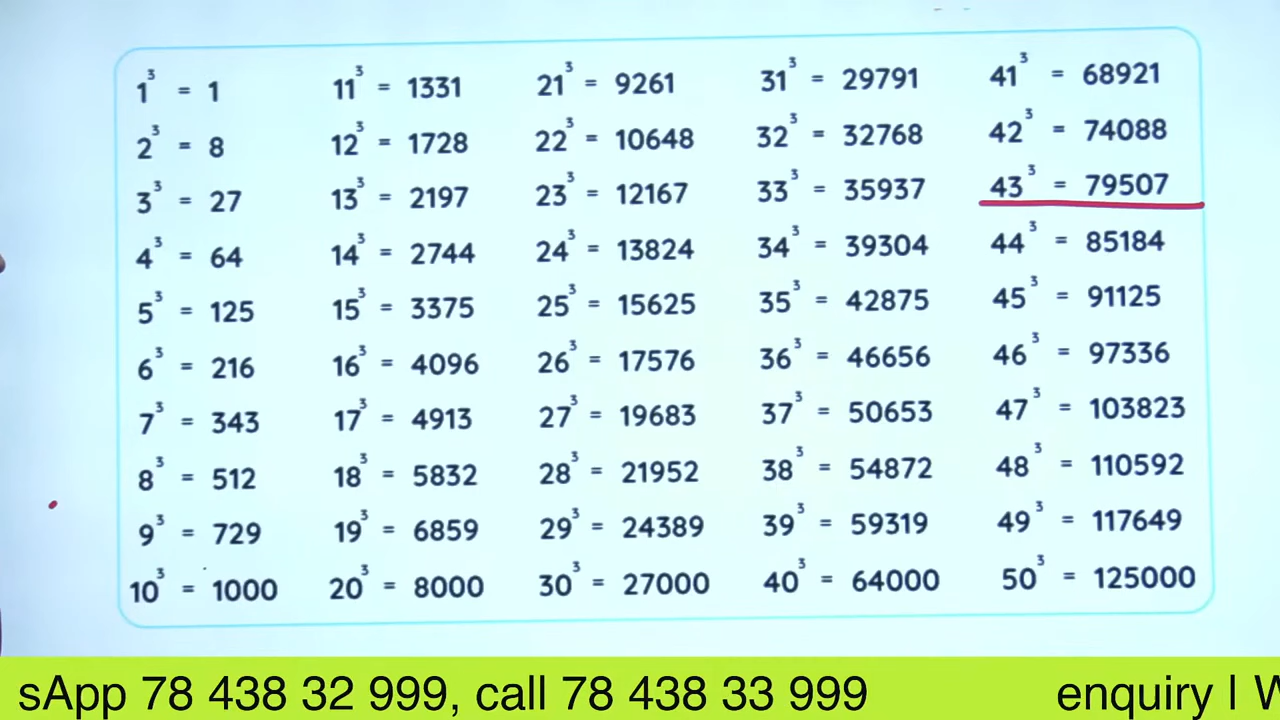 1³ = 1 11³ = 1331 21³ = 9261 31³ = 29791 41³ = 68921
2³ = 8 12³ = 1728 22³ = 10648 32³ = 32768 42³ = 74088
3³ = 27 13³ = 2197 23³ = 12167 33³ = 35937 43³ = 79507
4³ = 64 14³ = 2744 24³ = 13824 34³ = 39304 44³ = 85184
5³ = 125 15³ = 3375 25³ = 15625 35³ = 42875 45³ = 91125
6³ = 216 16³ = 4096 26³ = 17576 36³ = 46656 46³ = 97336
7³ = 343 17³ = 4913 27³ = 19683 37³ = 50653 47³ = 103823
8³ = 512 18³ = 5832 28³ = 21952 38³ = 54872 48³ = 110592
9³ = 729 19³ = 6859 29³ = 24389 39³ = 59319 49³ = 117649
10³ = 1000 20³ = 8000 30³ = 27000 40³ = 64000 50³ = 125000
sApp 78 438 32 999, call 78 438 33 999 enquiry | W